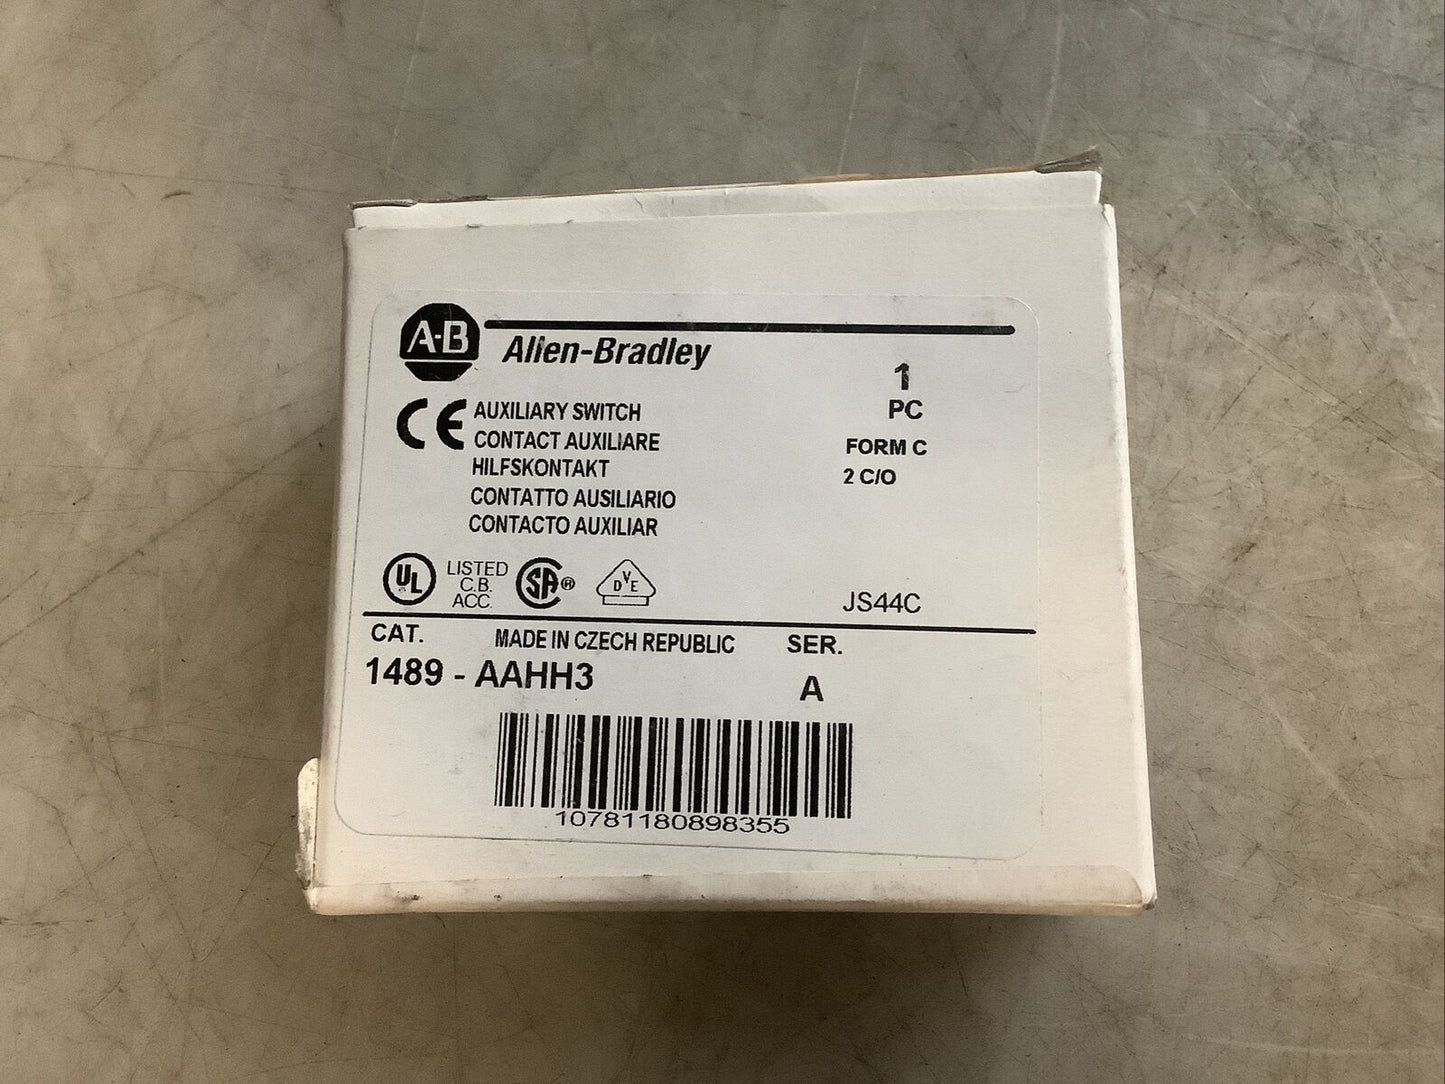 A-B
Allen-Bradley
1
PC
CE
AUXILIARY SWITCH
CONTACT AUXILIARE
HILFSKONTAKT
CONTATTO AUSILIARIO
CONTACTO AUXILIAR
FORM C
2 C/O
UL
LISTED
C.B.
ACC.
SA®
DVE
JS44C
CAT.
MADE IN CZECH REPUBLIC
SER.
1489 - AAHH3
A
10781180898355